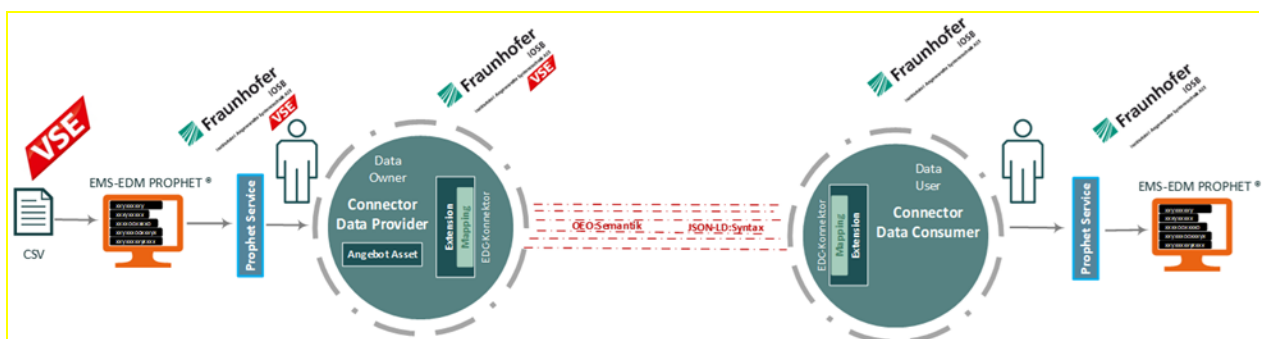 VSE
CSV
EMS-EDM PROPHET ®
Fraunhofer
IOSB
VSE
Prophet Service
Fraunhofer
IOSB
VSE
Data
Owner
Connector
Data Provider
Angebot Asset
Extension
Mapping
EDC-Konnektor
OEO:Semantik
JSON-LD:Syntax
Fraunhofer
IOSB
EDC-Konnektor
Mapping
Extension
Data
User
Connector
Data Consumer
Fraunhofer
IOSB
Prophet Service
EMS-EDM PROPHET ®